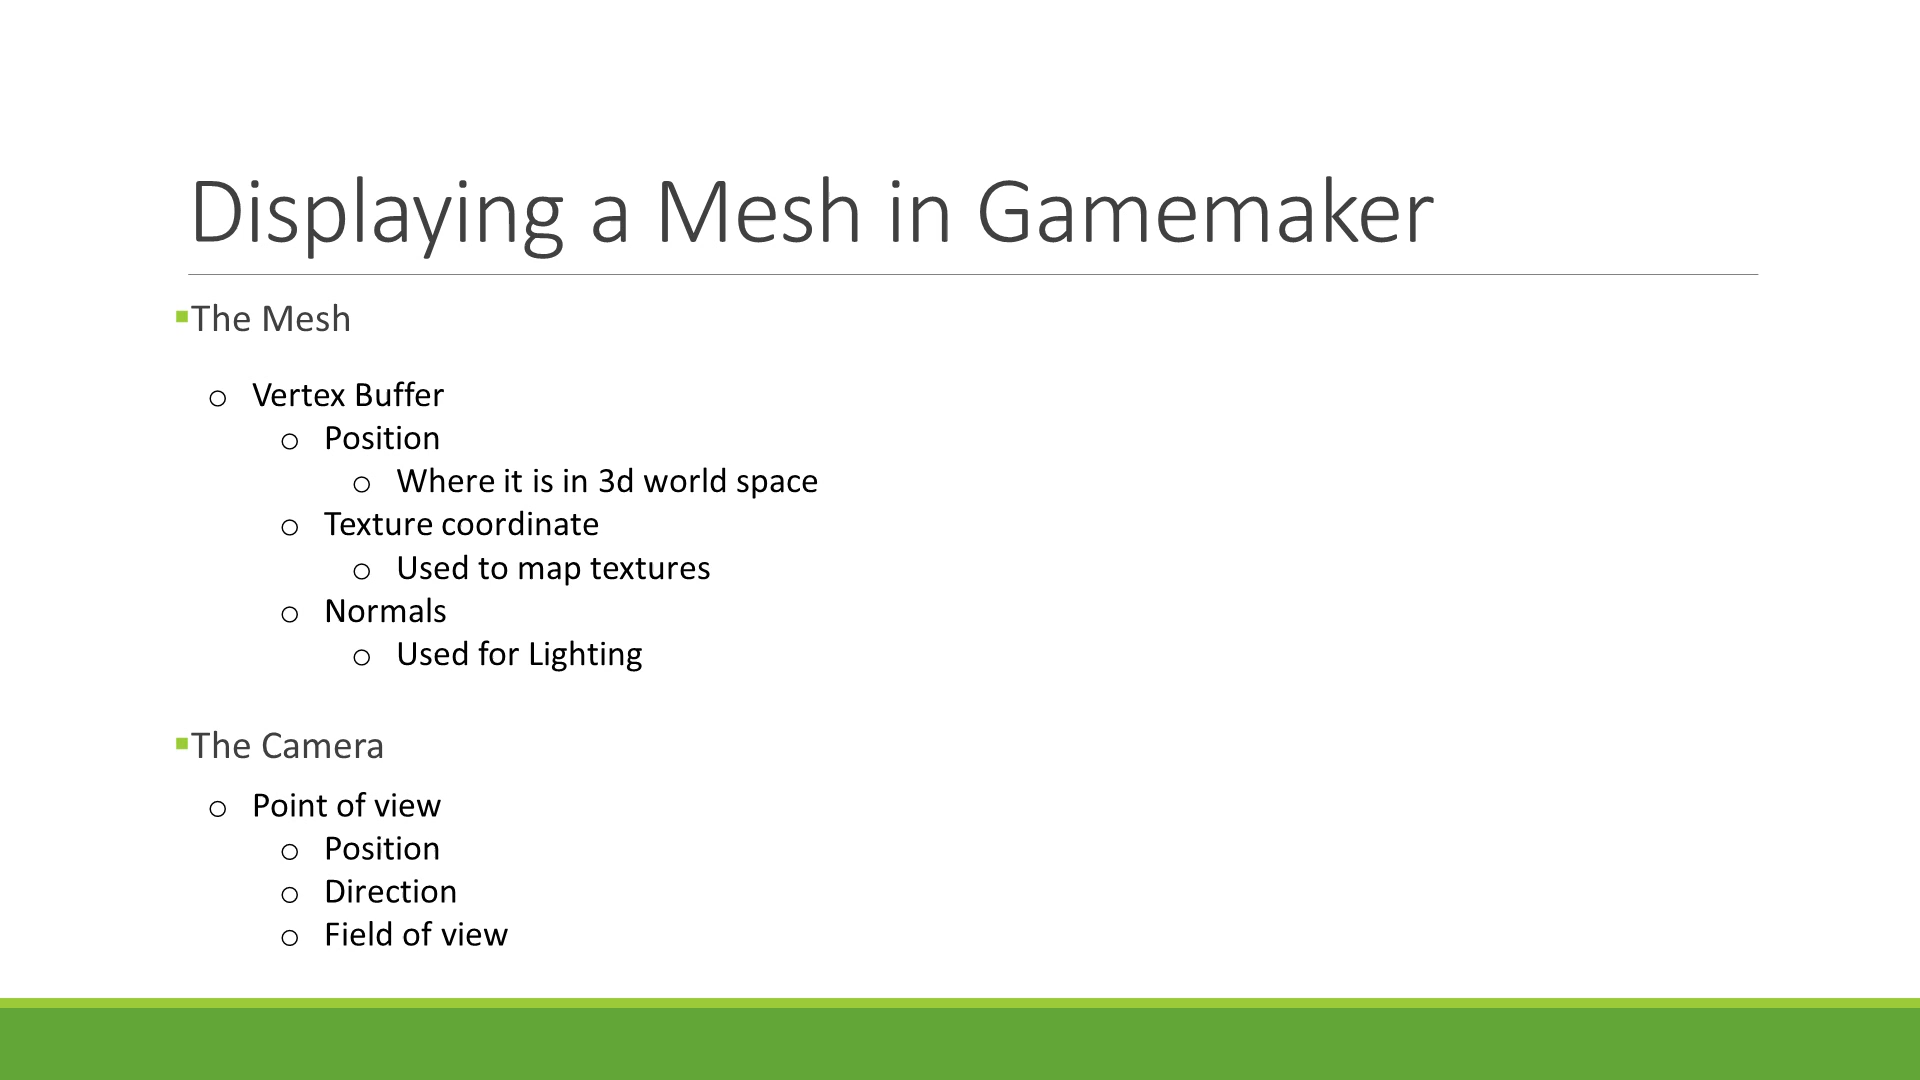 Displaying a Mesh in Gamemaker
▪The Mesh
o Vertex Buffer
o Position
o Where it is in 3d world space
o Texture coordinate
o Used to map textures
o Normals
o Used for Lighting
▪The Camera
o Point of view
o Position
o Direction
o Field of view